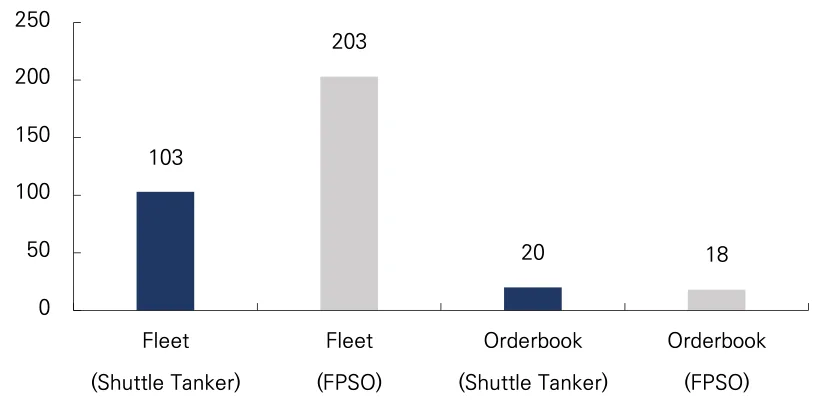 250
200
150
100
50
0
103
203
20
18
Fleet
(Shuttle Tanker)
Fleet
(FPSO)
Orderbook
(Shuttle Tanker)
Orderbook
(FPSO)